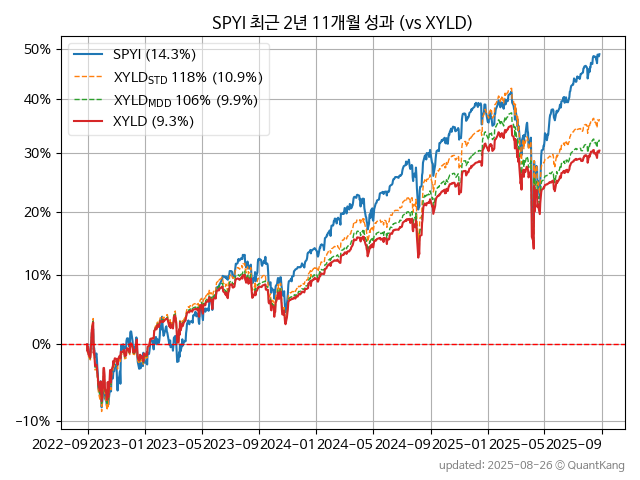 SPYI 최근 2년 11개월 성과 (vs XYLD)
SPYI (14.3%)
XYLD_STD 118% (10.9%)
XYLD_MDD 106% (9.9%)
XYLD (9.3%)
50%
40%
30%
20%
10%
0%
−10%
2022-09 2023-01 2023-05 2023-09 2024-01 2024-05 2024-09 2025-01 2025-05 2025-09
updated: 2025-08-26 © QuantKang